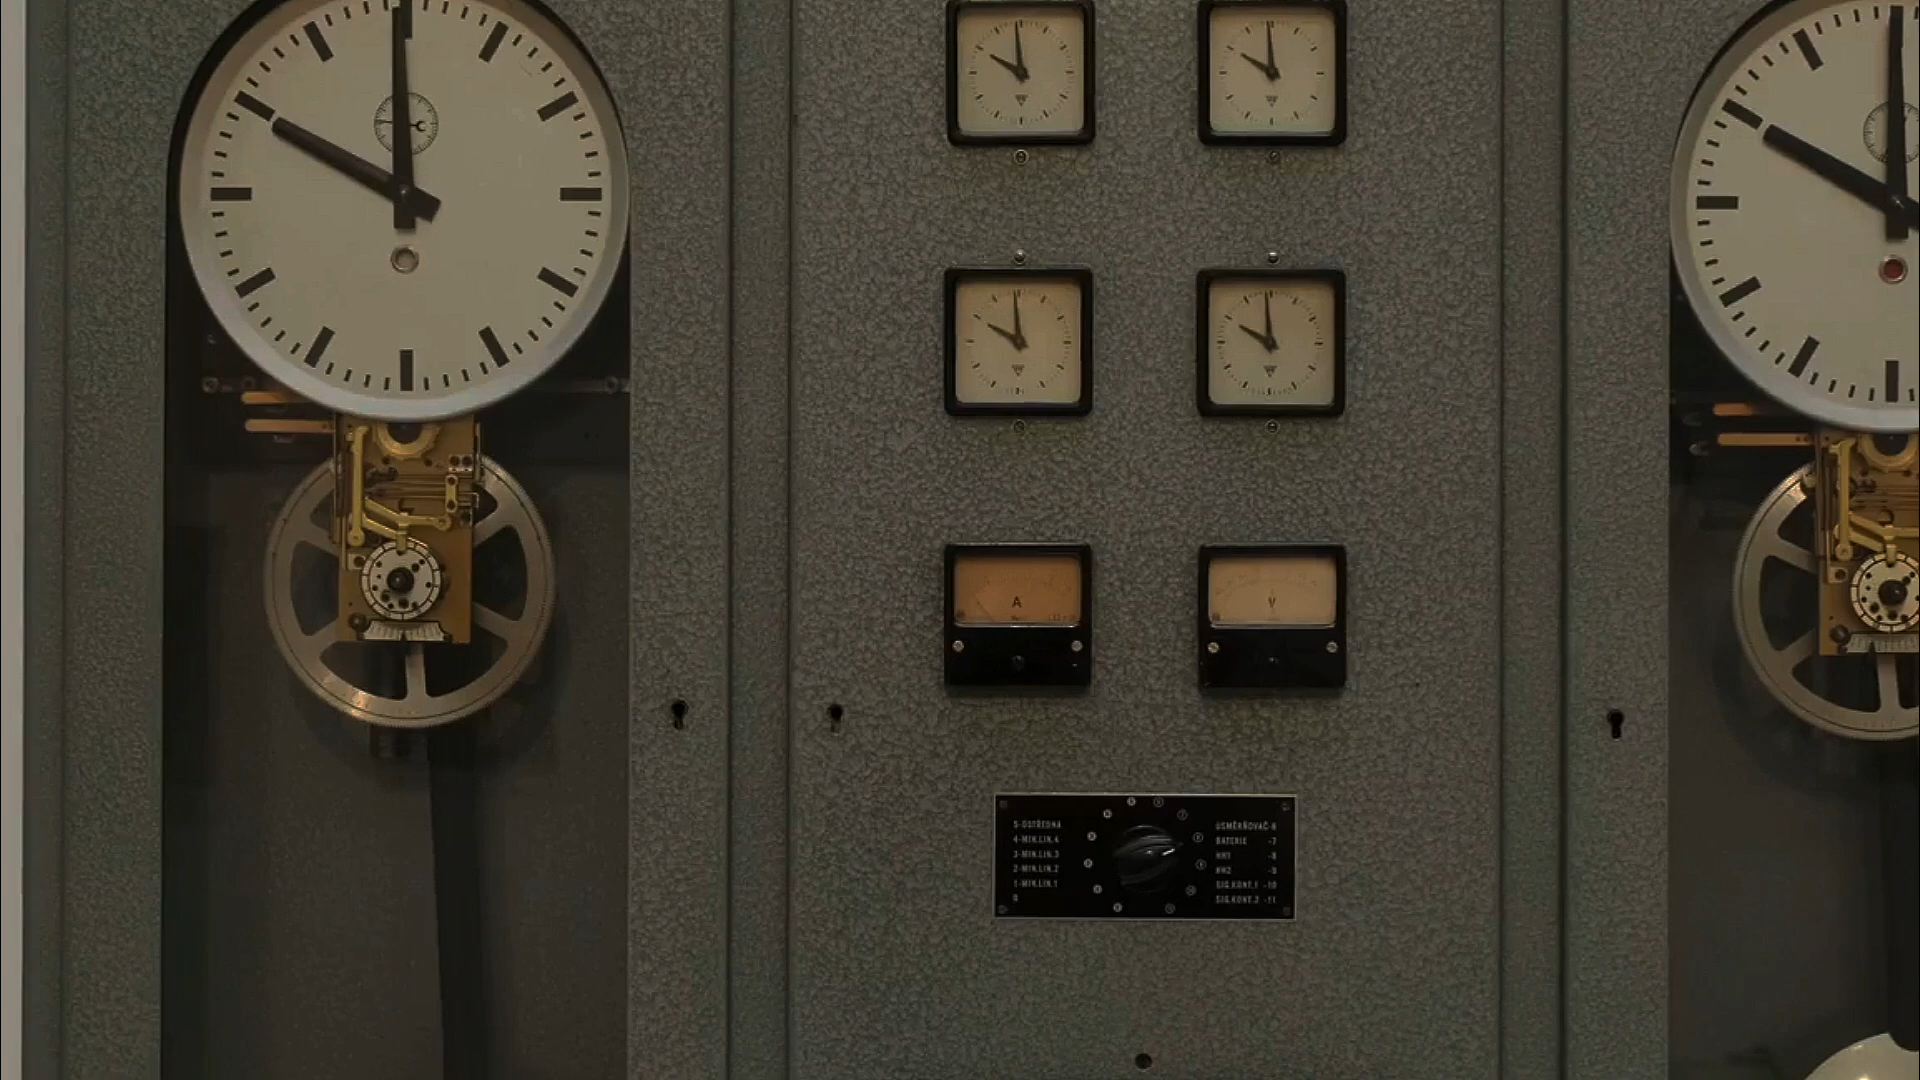 A
V
5-ÚSTŘEDNA
4-MIN.LIN.4
3-MIN.LIN.3
2-MIN.LIN.2
1-MIN.LIN.1
0
USMĚRŇOVAČ-6
BATERIE -7
HH1 -8
HH2 -9
SIG.KONT.1 -10
SIG.KONT.2 -11